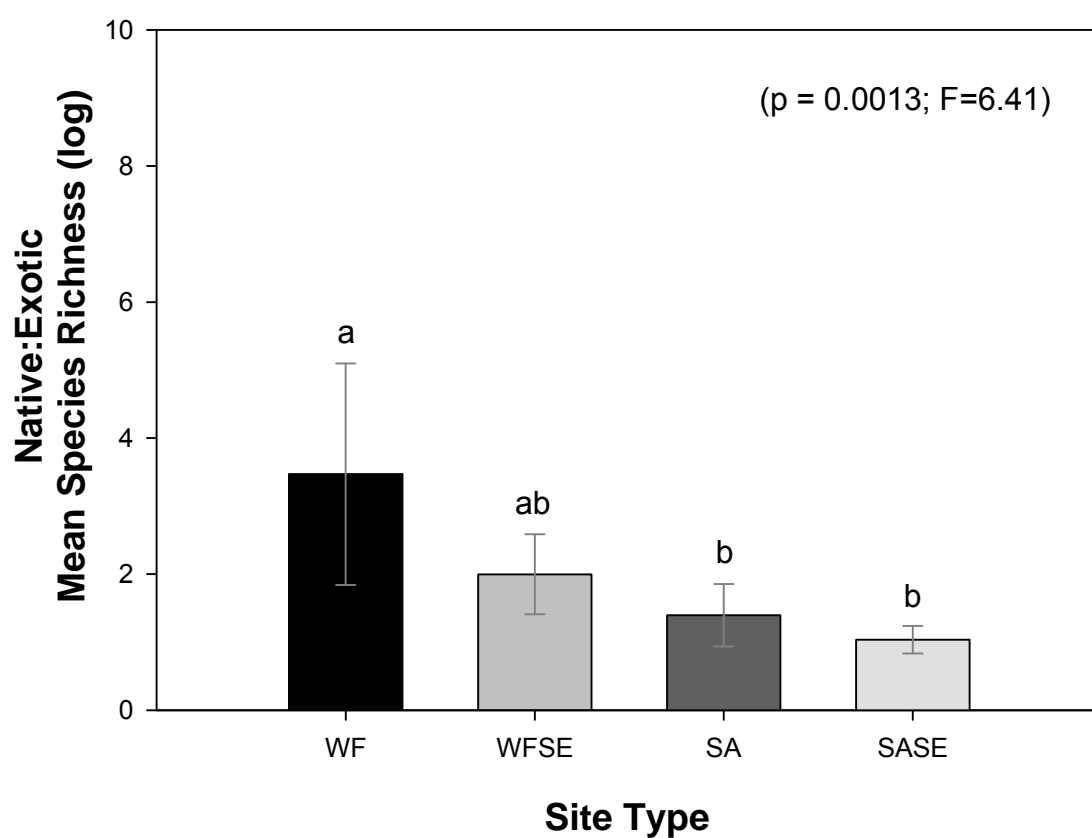 Native:Exotic
Mean Species Richness (log)
10
8
6
4
2
0
(p = 0.0013; F=6.41)
a
ab
b
b
WF
WFSE
SA
SASE
Site Type